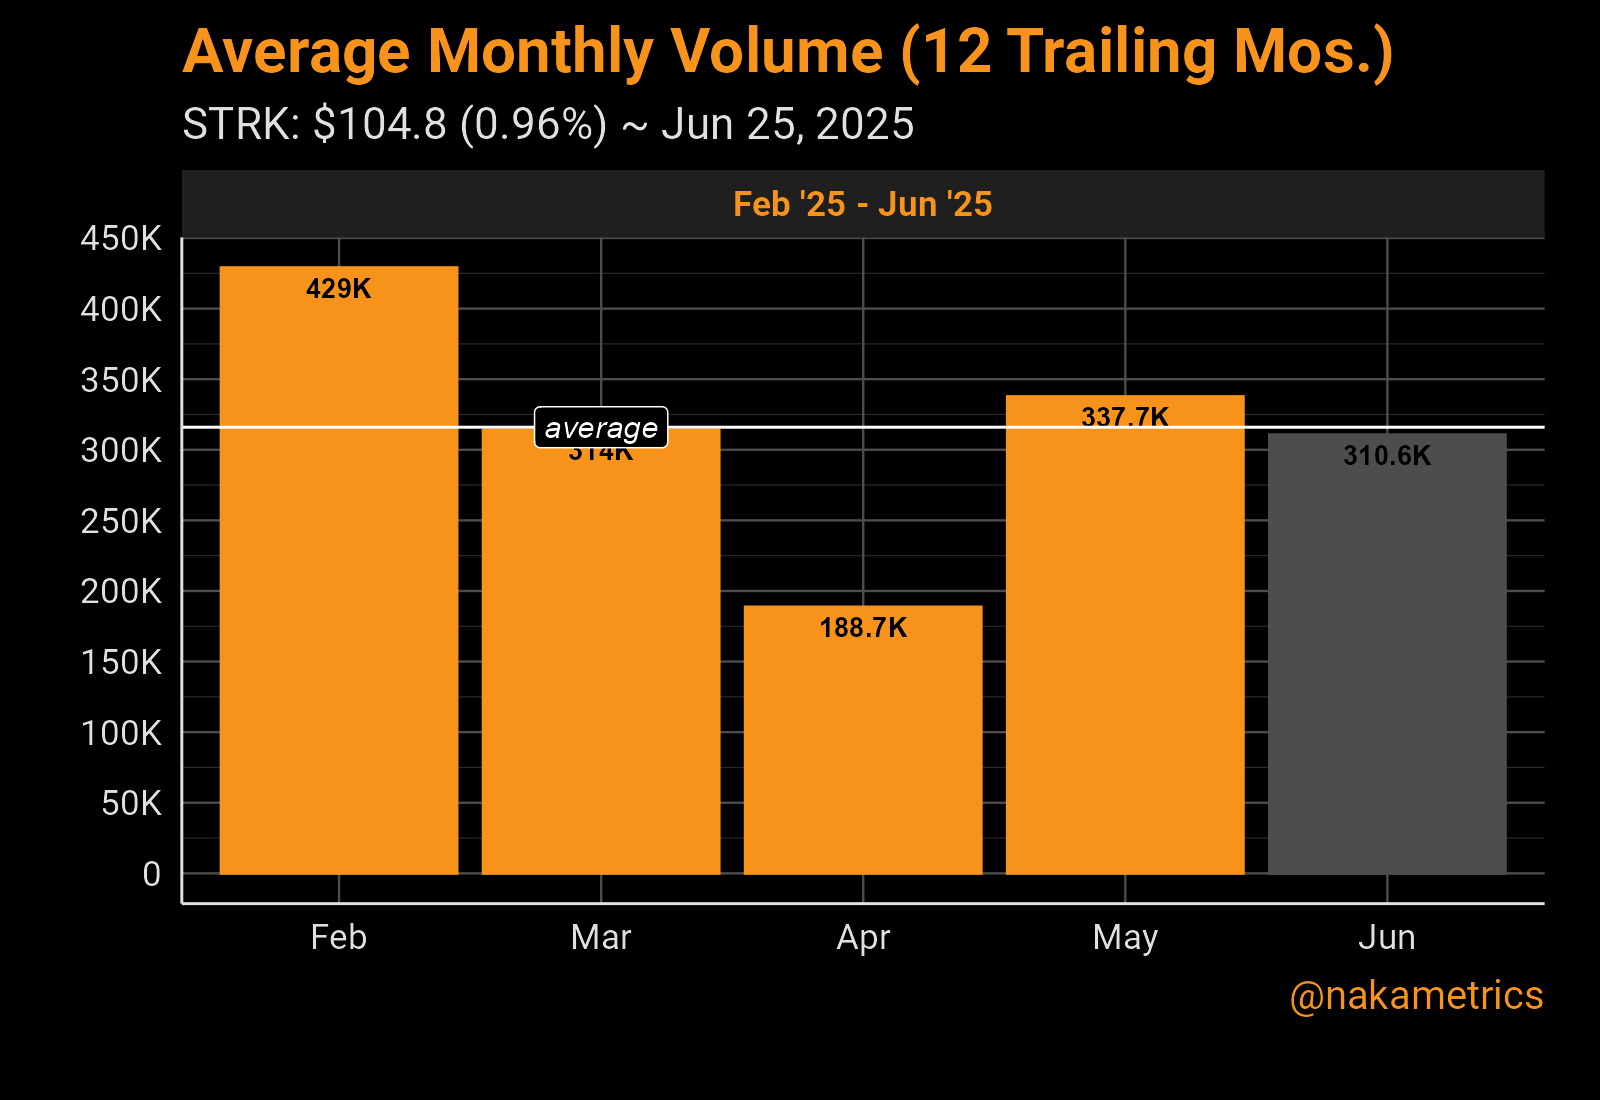 Average Monthly Volume (12 Trailing Mos.)
STRK: $104.8 (0.96%) ~ Jun 25, 2025
Feb '25 - Jun '25
450K
400K
350K
300K
250K
200K
150K
100K
50K
0
429K
average
314K
188.7K
337.7K
310.6K
Feb
Mar
Apr
May
Jun
@nakametrics